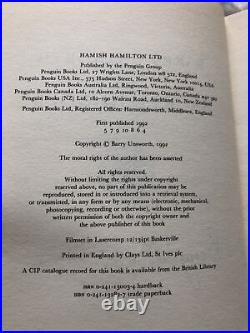 HAMISH HAMILTON LTD
Published by the Penguin Group
Penguin Books Ltd, 27 Wrights Lane, London W8 5TZ, England
Penguin Books USA Inc., 375 Hudson Street, New York, New York 10014, USA
Penguin Books Australia Ltd, Ringwood, Victoria, Australia
Penguin Books Canada Ltd, 10 Alcorn Avenue, Toronto, Ontario, Canada M4V 3B2
Penguin Books (NZ) Ltd, 182–190 Wairau Road, Auckland 10, New Zealand
Penguin Books Ltd, Registered Offices: Harmondsworth, Middlesex, England
First published 1992
5 7 9 10 8 6 4
Copyright © Barry Unsworth, 1992
The moral right of the author has been asserted
All rights reserved.
Without limiting the rights under copyright
reserved above, no part of this publication may be
reproduced, stored in or introduced into a retrieval system,
or transmitted, in any form or by any means (electronic, mechanical,
photocopying, recording or otherwise), without the prior
written permission of both the copyright owner and
the above publisher of this book
Filmset in Lasercomp 12/13½pt Baskerville
Printed in England by Clays Ltd, St Ives plc
A CIP catalogue record for this book is available from the British Library
ISBN 0-241-13003-4 hardback
ISBN 0-241-13 trade paperback